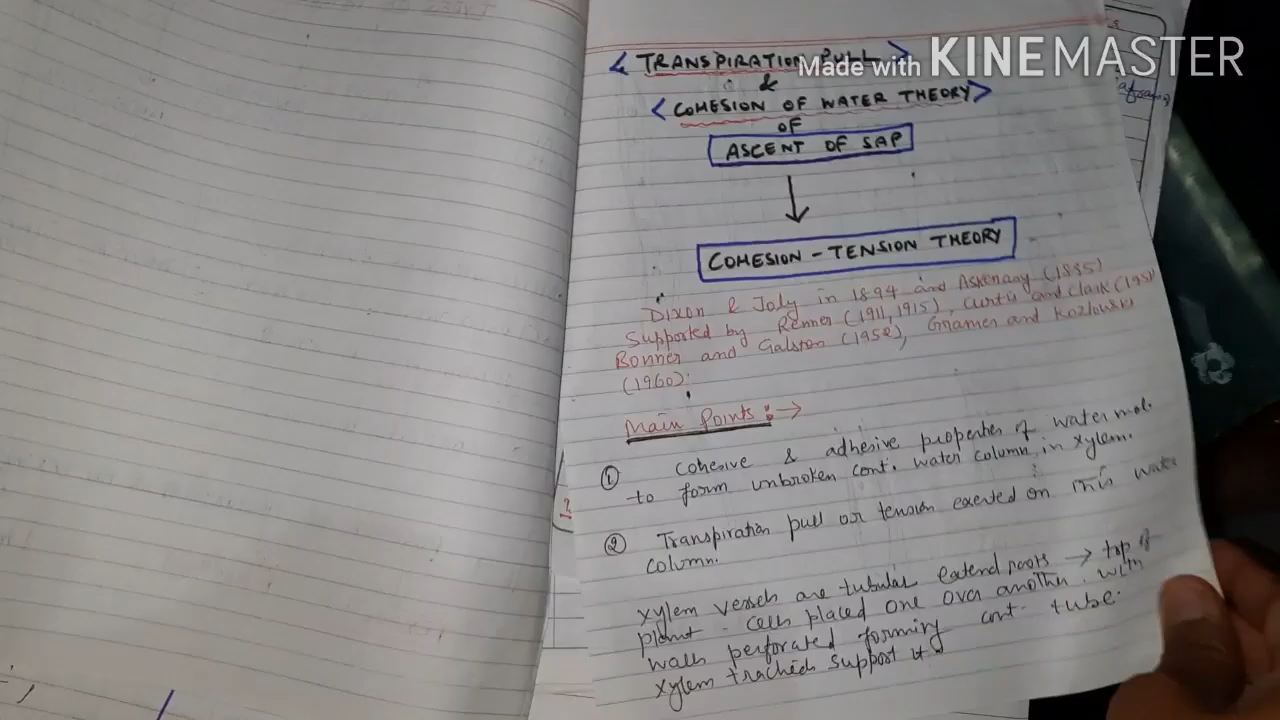 < TRANSPIRATION PULL >
&
< COHESION OF WATER THEORY >
OF
ASCENT OF SAP
COHESION - TENSION THEORY
Dixon & Joly in 1894 and Askenasy (1895)
Supported by Renner (1911, 1915), Curtis and Clark (1951)
Bonner and Galston (1952), Gramer and Kozlowski
(1960).
Main Points : →
① Cohesive & adhesive properties of water mol.
to form unbroken cont. water column in xylem.
② Transpiration pull or tension exerted on this water
column.
xylem vessels are tubular extend roots → top of
plant. cells placed one over another. with
walls perforated forming cont. tube.
xylem tracheids support it
?
Made with KINEMASTER